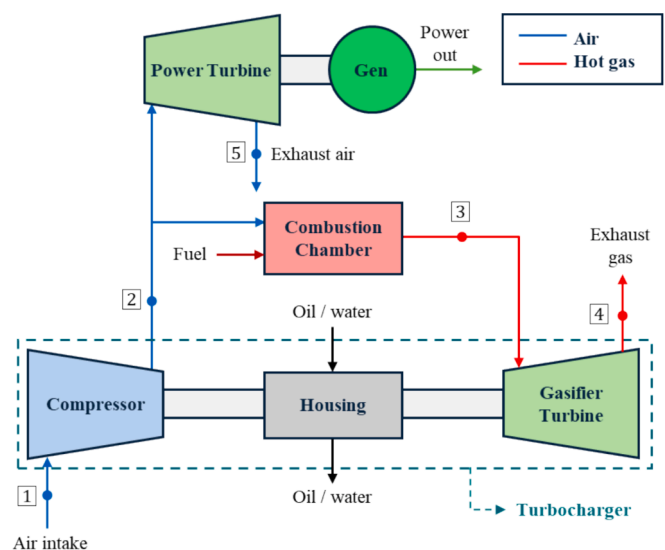 Power
out
Air
Hot gas
Power Turbine
Gen
5
Exhaust air
3
Combustion
Chamber
Fuel
Exhaust
gas
2
4
Oil / water
Compressor
Housing
Gasifier
Turbine
1
Oil / water
Turbocharger
Air intake